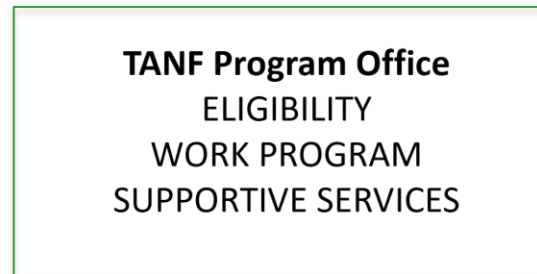 TANF Program Office
ELIGIBILITY
WORK PROGRAM
SUPPORTIVE SERVICES